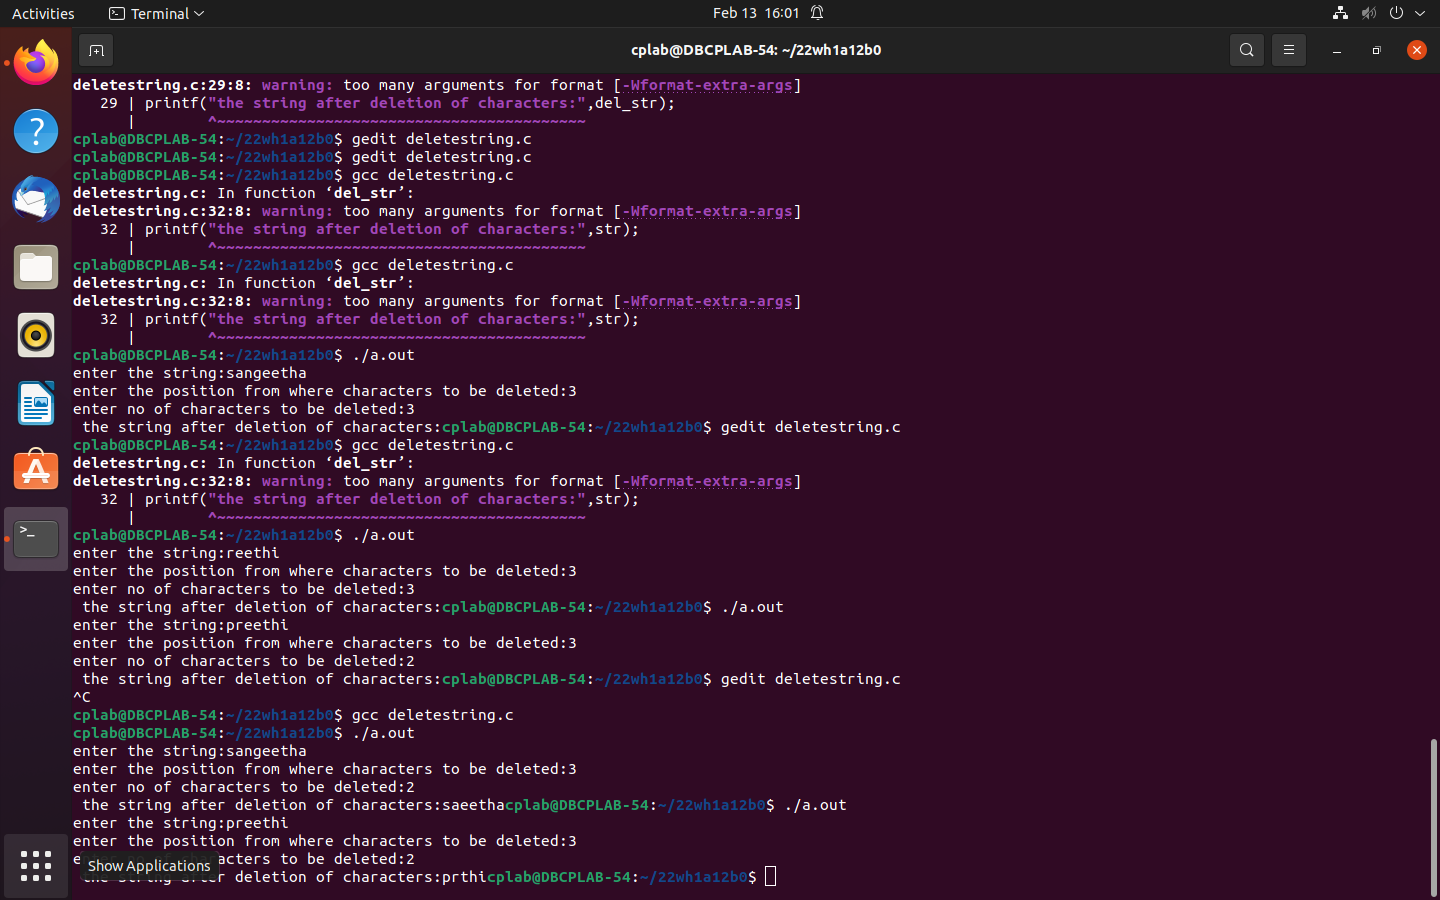 Activities Terminal Feb 13 16:01
cplab@DBCPLAB-54: ~/22wh1a12b0
deletestring.c:29:8: warning: too many arguments for format [-Wformat-extra-args]
   29 | printf("the string after deletion of characters:",del_str);
      |        ^~~~~~~~~~~~~~~~~~~~~~~~~~~~~~~~~~~~~~~~~~
cplab@DBCPLAB-54:~/22wh1a12b0$ gedit deletestring.c
cplab@DBCPLAB-54:~/22wh1a12b0$ gedit deletestring.c
cplab@DBCPLAB-54:~/22wh1a12b0$ gcc deletestring.c
deletestring.c: In function ‘del_str’:
deletestring.c:32:8: warning: too many arguments for format [-Wformat-extra-args]
   32 | printf("the string after deletion of characters:",str);
      |        ^~~~~~~~~~~~~~~~~~~~~~~~~~~~~~~~~~~~~~~~~~
cplab@DBCPLAB-54:~/22wh1a12b0$ gcc deletestring.c
deletestring.c: In function ‘del_str’:
deletestring.c:32:8: warning: too many arguments for format [-Wformat-extra-args]
   32 | printf("the string after deletion of characters:",str);
      |        ^~~~~~~~~~~~~~~~~~~~~~~~~~~~~~~~~~~~~~~~~~
cplab@DBCPLAB-54:~/22wh1a12b0$ ./a.out
enter the string:sangeetha
enter the position from where characters to be deleted:3
enter no of characters to be deleted:3
 the string after deletion of characters:cplab@DBCPLAB-54:~/22wh1a12b0$ gedit deletestring.c
cplab@DBCPLAB-54:~/22wh1a12b0$ gcc deletestring.c
deletestring.c: In function ‘del_str’:
deletestring.c:32:8: warning: too many arguments for format [-Wformat-extra-args]
   32 | printf("the string after deletion of characters:",str);
      |        ^~~~~~~~~~~~~~~~~~~~~~~~~~~~~~~~~~~~~~~~~~
cplab@DBCPLAB-54:~/22wh1a12b0$ ./a.out
enter the string:reethi
enter the position from where characters to be deleted:3
enter no of characters to be deleted:3
 the string after deletion of characters:cplab@DBCPLAB-54:~/22wh1a12b0$ ./a.out
enter the string:preethi
enter the position from where characters to be deleted:3
enter no of characters to be deleted:2
 the string after deletion of characters:cplab@DBCPLAB-54:~/22wh1a12b0$ gedit deletestring.c
^C
cplab@DBCPLAB-54:~/22wh1a12b0$ gcc deletestring.c
cplab@DBCPLAB-54:~/22wh1a12b0$ ./a.out
enter the string:sangeetha
enter the position from where characters to be deleted:3
enter no of characters to be deleted:2
 the string after deletion of characters:saeethacplab@DBCPLAB-54:~/22wh1a12b0$ ./a.out
enter the string:preethi
enter the position from where characters to be deleted:3
enter no of characters to be deleted:2
Show Applications
 the string after deletion of characters:prthicplab@DBCPLAB-54:~/22wh1a12b0$